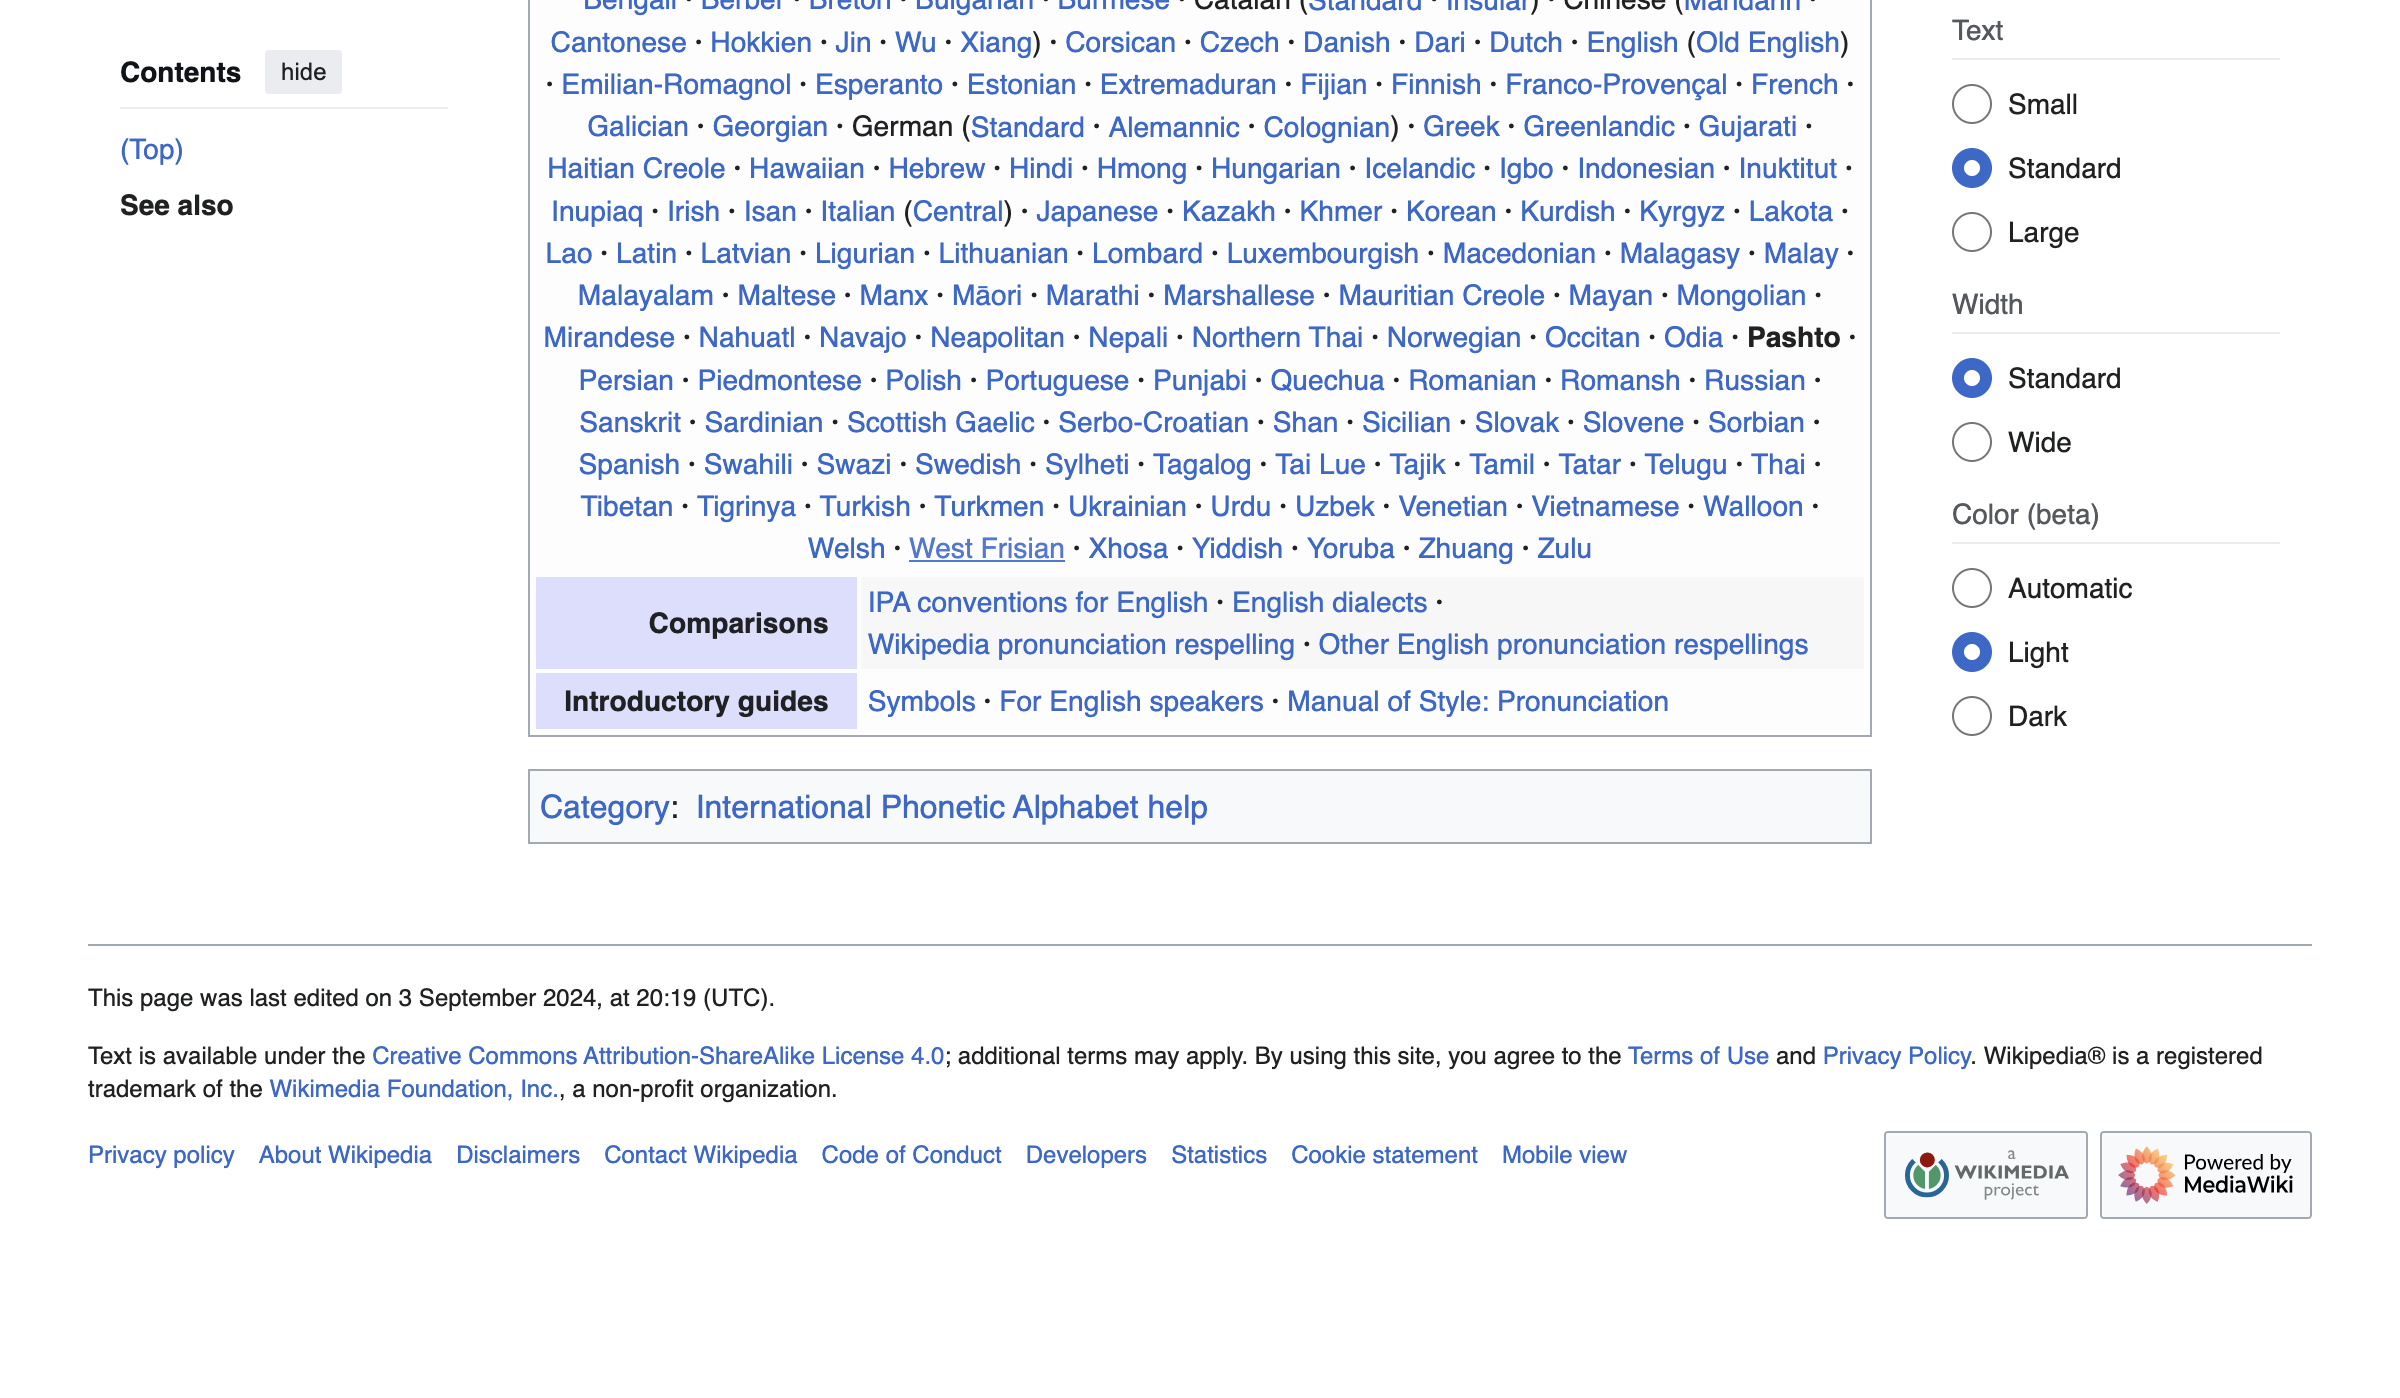 Contents hide
(Top)
See also
Bengali · Berber · Breton · Bulgarian · Burmese · Catalan (Standard · Insular) · Chinese (Mandarin ·
Cantonese · Hokkien · Jin · Wu · Xiang) · Corsican · Czech · Danish · Dari · Dutch · English (Old English)
· Emilian-Romagnol · Esperanto · Estonian · Extremaduran · Fijian · Finnish · Franco-Provençal · French ·
Galician · Georgian · German (Standard · Alemannic · Colognian) · Greek · Greenlandic · Gujarati ·
Haitian Creole · Hawaiian · Hebrew · Hindi · Hmong · Hungarian · Icelandic · Igbo · Indonesian · Inuktitut ·
Inupiaq · Irish · Isan · Italian (Central) · Japanese · Kazakh · Khmer · Korean · Kurdish · Kyrgyz · Lakota ·
Lao · Latin · Latvian · Ligurian · Lithuanian · Lombard · Luxembourgish · Macedonian · Malagasy · Malay ·
Malayalam · Maltese · Manx · Māori · Marathi · Marshallese · Mauritian Creole · Mayan · Mongolian ·
Mirandese · Nahuatl · Navajo · Neapolitan · Nepali · Northern Thai · Norwegian · Occitan · Odia · Pashto ·
Persian · Piedmontese · Polish · Portuguese · Punjabi · Quechua · Romanian · Romansh · Russian ·
Sanskrit · Sardinian · Scottish Gaelic · Serbo-Croatian · Shan · Sicilian · Slovak · Slovene · Sorbian ·
Spanish · Swahili · Swazi · Swedish · Sylheti · Tagalog · Tai Lue · Tajik · Tamil · Tatar · Telugu · Thai ·
Tibetan · Tigrinya · Turkish · Turkmen · Ukrainian · Urdu · Uzbek · Venetian · Vietnamese · Walloon ·
Welsh · West Frisian · Xhosa · Yiddish · Yoruba · Zhuang · Zulu
Comparisons
IPA conventions for English · English dialects ·
Wikipedia pronunciation respelling · Other English pronunciation respellings
Introductory guides
Symbols · For English speakers · Manual of Style: Pronunciation
Category: International Phonetic Alphabet help
Text
Small
Standard
Large
Width
Standard
Wide
Color (beta)
Automatic
Light
Dark
This page was last edited on 3 September 2024, at 20:19 (UTC).
Text is available under the Creative Commons Attribution-ShareAlike License 4.0; additional terms may apply. By using this site, you agree to the Terms of Use and Privacy Policy. Wikipedia® is a registered
trademark of the Wikimedia Foundation, Inc., a non-profit organization.
Privacy policy About Wikipedia Disclaimers Contact Wikipedia Code of Conduct Developers Statistics Cookie statement Mobile view
a
WIKIMEDIA
project
Powered by
MediaWiki